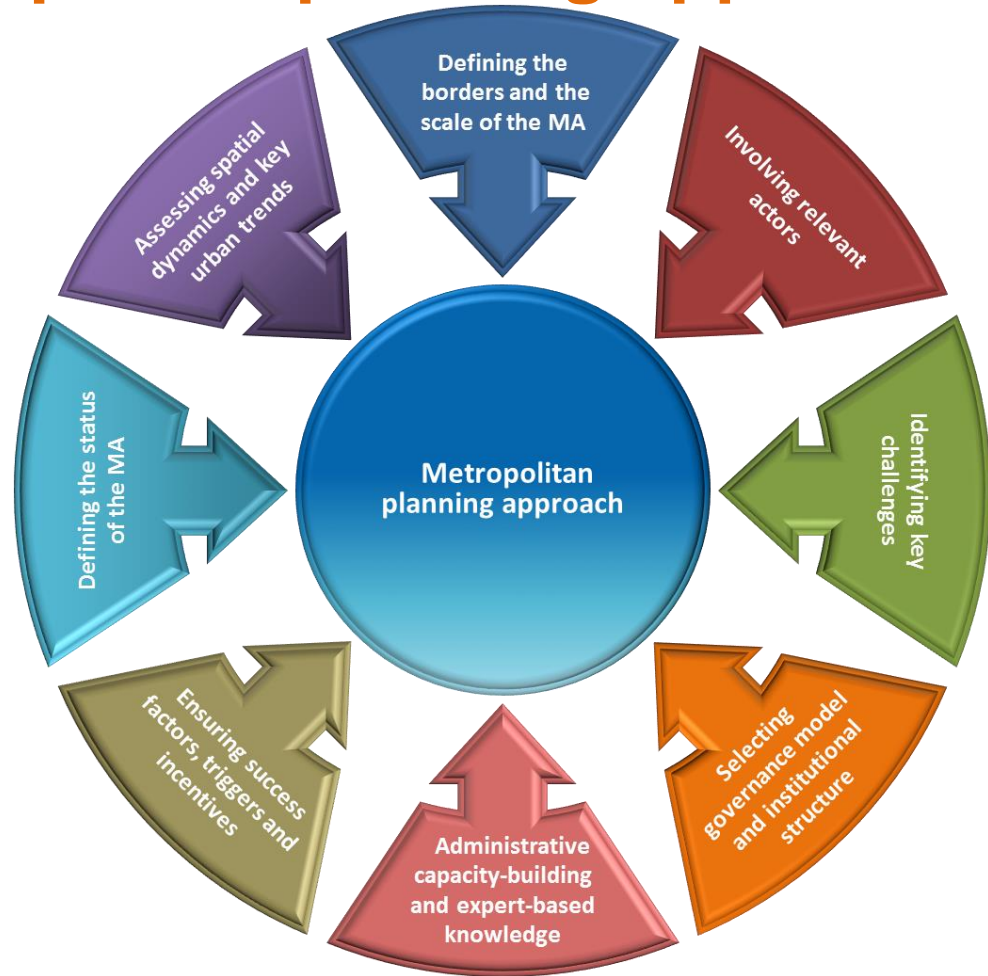 Defining the
borders and the
scale of the MA
Involving relevant
actors
Identifying key
challenges
Selecting
governance model
and institutional
structure
Administrative
capacity-building
and expert-based
knowledge
Ensuring success
factors, triggers and
incentives
Defining the status
of the MA
Assessing spatial
dynamics and key
urban trends
Metropolitan
planning approach